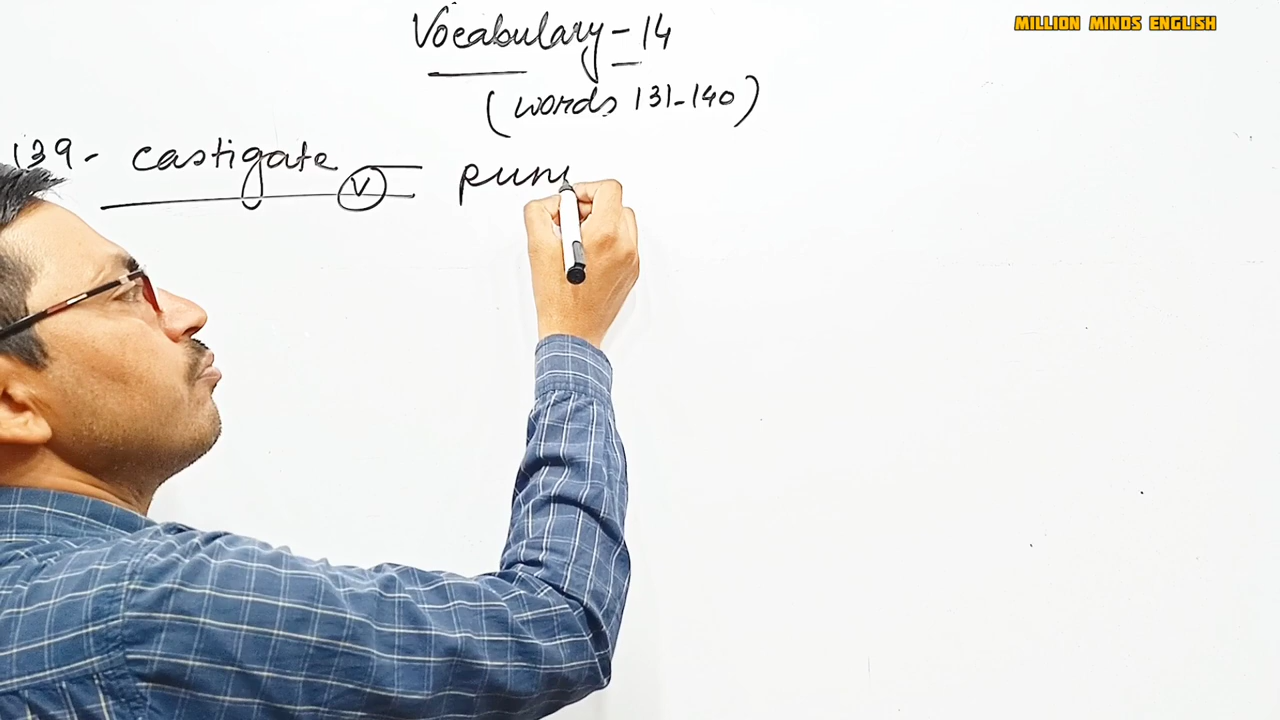 MILLION MINDS ENGLISH
Vocabulary - 14
(words 131-140)
139- castigate (V) pun